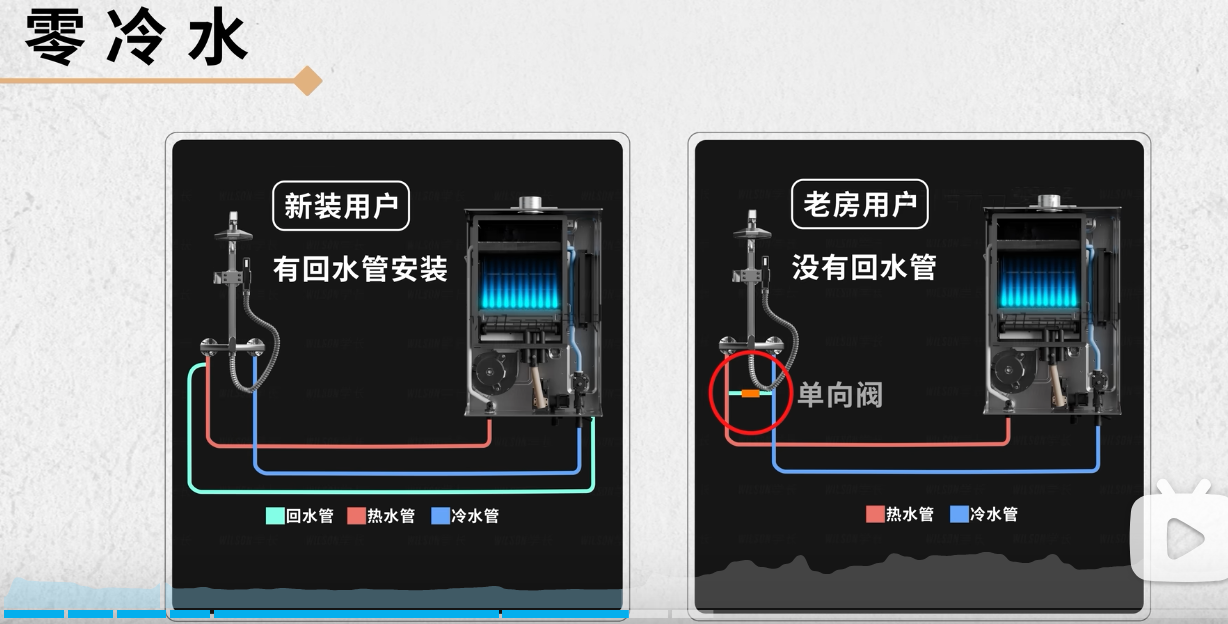 零冷水
新装用户
有回水管安装
回水管 热水管 冷水管
老房用户
没有回水管
单向阀
热水管 冷水管